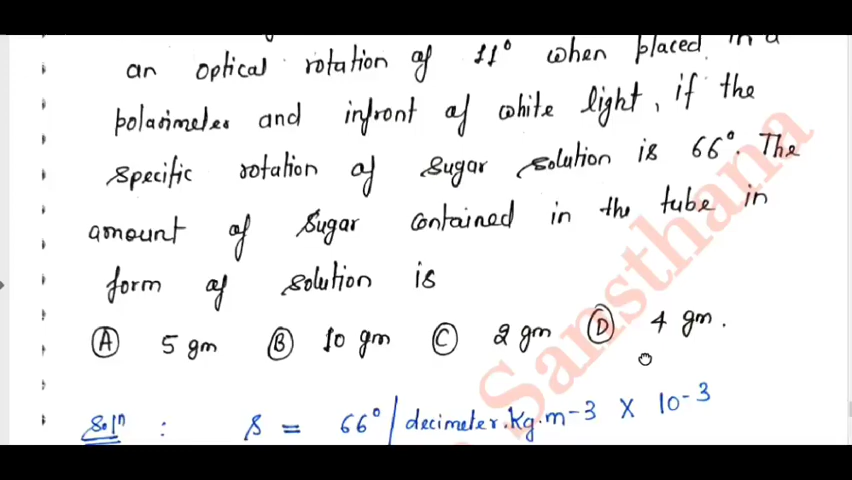 an optical rotation of 11° when placed in a
polarimeter and infront of white light, if the
specific rotation of sugar solution is 66°. The
amount of sugar contained in the tube in
form of solution is
(A) 5 gm (B) 10 gm (C) 2 gm (D) 4 gm.
Solⁿ : S = 66° / decimeter.kg.m-3 X 10-3
Sansthana